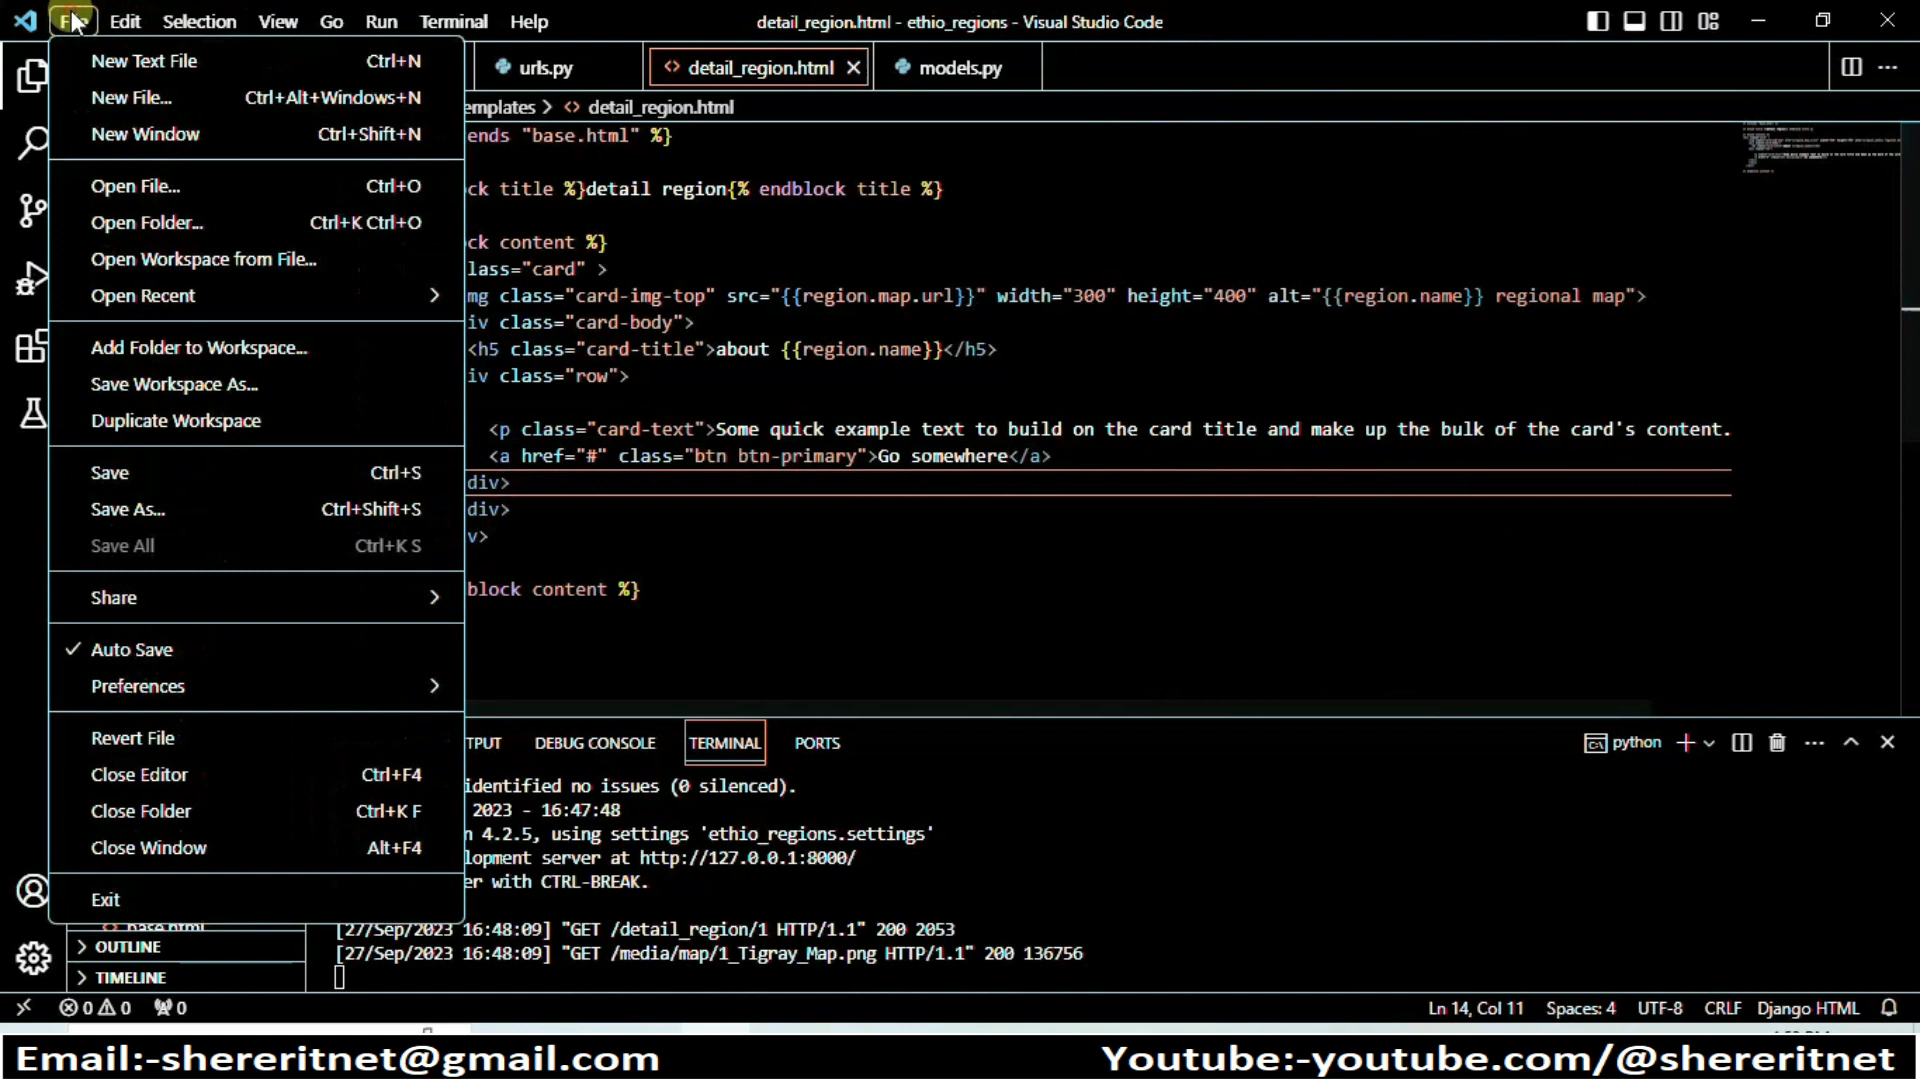 File Edit Selection View Go Run Terminal Help
detail_region.html - ethio_regions - Visual Studio Code
New Text File Ctrl+N
New File... Ctrl+Alt+Windows+N
New Window Ctrl+Shift+N
Open File... Ctrl+O
Open Folder... Ctrl+K Ctrl+O
Open Workspace from File...
Open Recent
Add Folder to Workspace...
Save Workspace As...
Duplicate Workspace
Save Ctrl+S
Save As... Ctrl+Shift+S
Save All Ctrl+K S
Share
Auto Save
Preferences
Revert File
Close Editor Ctrl+F4
Close Folder Ctrl+K F
Close Window Alt+F4
Exit
base.html
OUTLINE
TIMELINE
urls.py
detail_region.html
models.py
emplates > detail_region.html
ends "base.html" %}
ck title %}detail region{% endblock title %}
ck content %}
lass="card" >
mg class="card-img-top" src="{{region.map.url}}" width="300" height="400" alt="{{region.name}} regional map">
iv class="card-body">
<h5 class="card-title">about {{region.name}}</h5>
iv class="row">
<p class="card-text">Some quick example text to build on the card title and make up the bulk of the card's content.
<a href="#" class="btn btn-primary">Go somewhere</a>
div>
div>
v>
block content %}
TPUT DEBUG CONSOLE TERMINAL PORTS
python
identified no issues (0 silenced).
2023 - 16:47:48
n 4.2.5, using settings 'ethio_regions.settings'
lopment server at http://127.0.0.1:8000/
er with CTRL-BREAK.
[27/Sep/2023 16:48:09] "GET /detail_region/1 HTTP/1.1" 200 2053
[27/Sep/2023 16:48:09] "GET /media/map/1_Tigray_Map.png HTTP/1.1" 200 136756
0 0 0
Ln 14, Col 11 Spaces: 4 UTF-8 CRLF Django HTML
Email:-shereritnet@gmail.com
Youtube:-youtube.com/@shereritnet